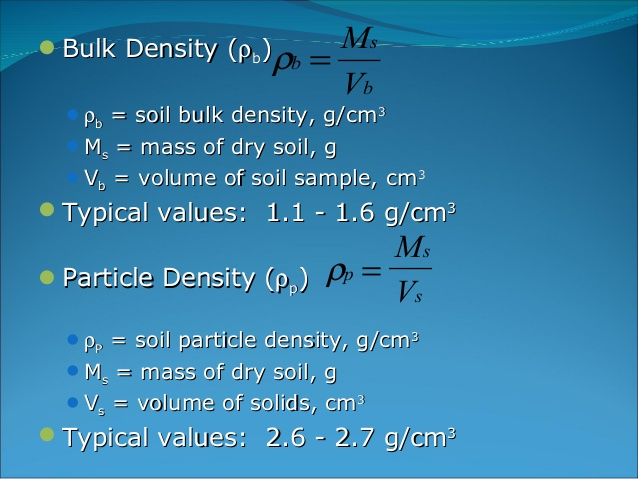 Bulk Density (ρb) ρb = Ms / Vb
ρb = soil bulk density, g/cm³
Ms = mass of dry soil, g
Vb = volume of soil sample, cm³
Typical values: 1.1 - 1.6 g/cm³
Particle Density (ρp) ρp = Ms / Vs
ρP = soil particle density, g/cm³
Ms = mass of dry soil, g
Vs = volume of solids, cm³
Typical values: 2.6 - 2.7 g/cm³